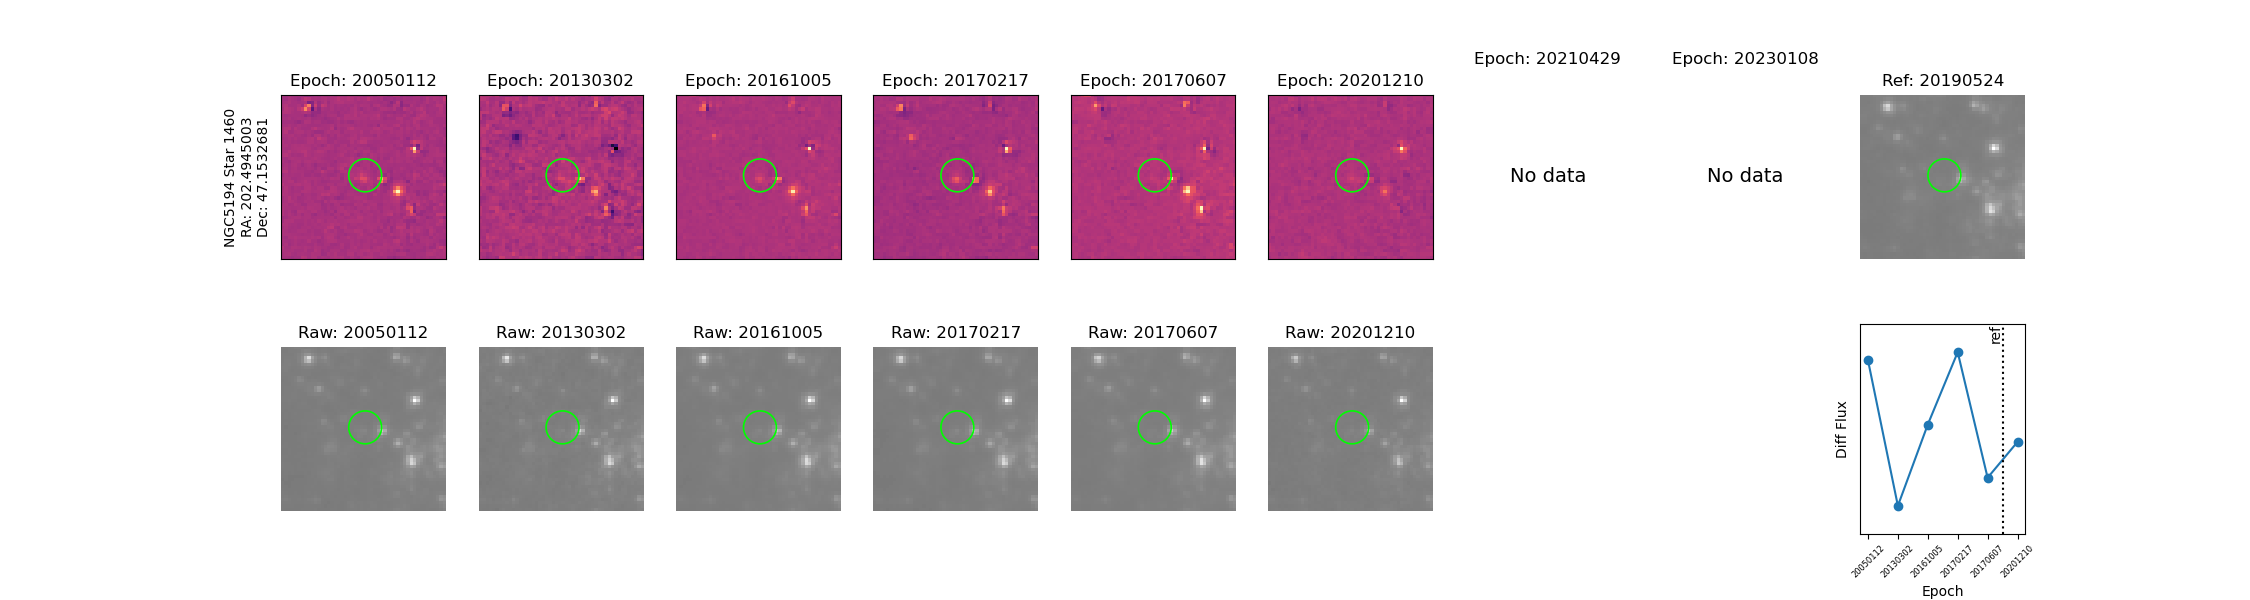 Epoch: 20050112
Epoch: 20130302
Epoch: 20161005
Epoch: 20170217
Epoch: 20170607
Epoch: 20201210
Epoch: 20210429
Epoch: 20230108
Ref: 20190524
NGC5194 Star 1460
RA: 202.4945003
Dec: 47.1532681
No data
No data
Raw: 20050112
Raw: 20130302
Raw: 20161005
Raw: 20170217
Raw: 20170607
Raw: 20201210
ref
Diff Flux
20050112
20130302
20161005
20170217
20170607
20201210
Epoch